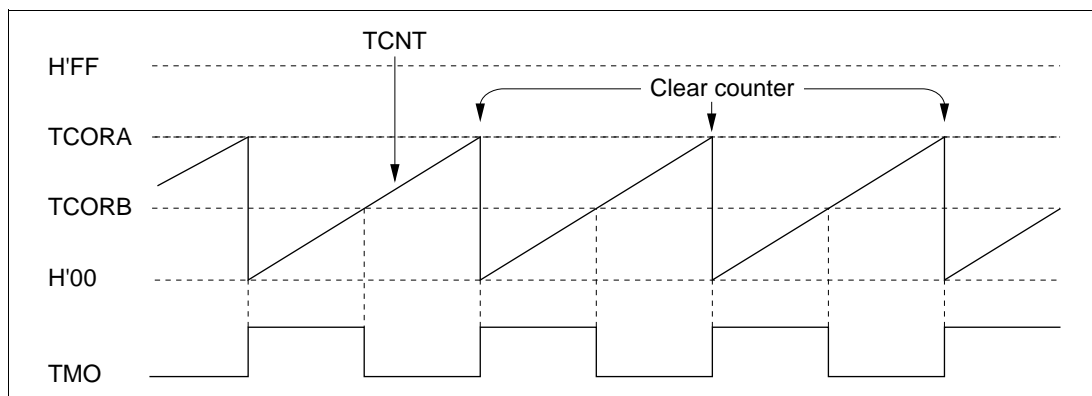 TCNT
H'FF
Clear counter
TCORA
TCORB
H'00
TMO